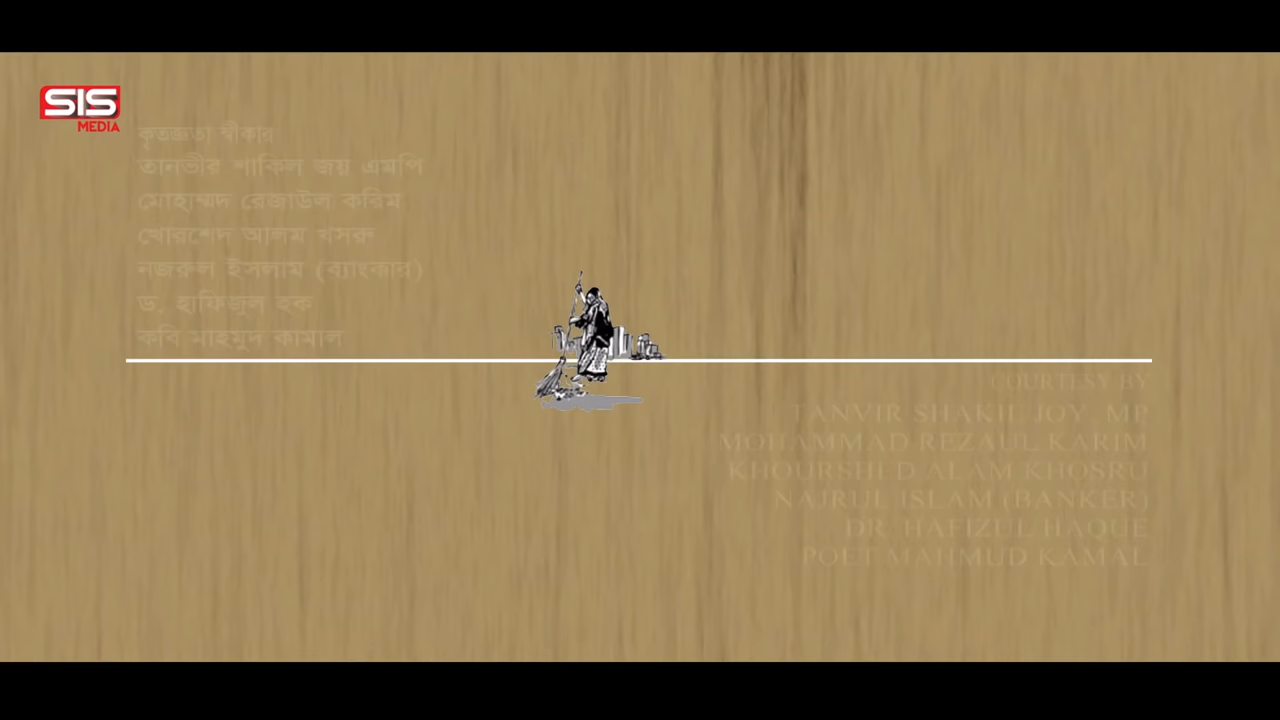 SIS
MEDIA
কৃতজ্ঞতা স্বীকার
তানভীর শাকিল জয় এমপি
মোহাম্মদ রেজাউল করিম
খোরশেদ আলম খসরু
নজরুল ইসলাম (ব্যাংকার)
ড. হাফিজুল হক
কবি মাহমুদ কামাল
COURTESY BY
TANVIR SHAKIL JOY, MP
MOHAMMAD REZAUL KARIM
KHOURSHED ALAM KHOSRU
NAJRUL ISLAM (BANKER)
DR. HAFIZUL HAQUE
POET MAHMUD KAMAL